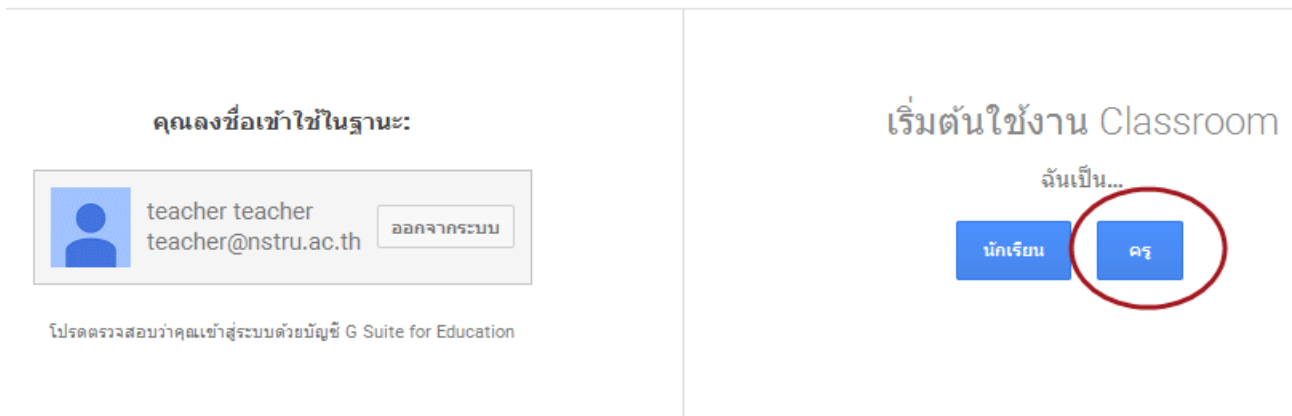 คุณลงชื่อเข้าใช้ในฐานะ:
teacher teacher
teacher@nstru.ac.th
ออกจากระบบ
โปรดตรวจสอบว่าคุณเข้าสู่ระบบด้วยบัญชี G Suite for Education
เริ่มต้นใช้งาน Classroom
ฉันเป็น...
นักเรียน ครู